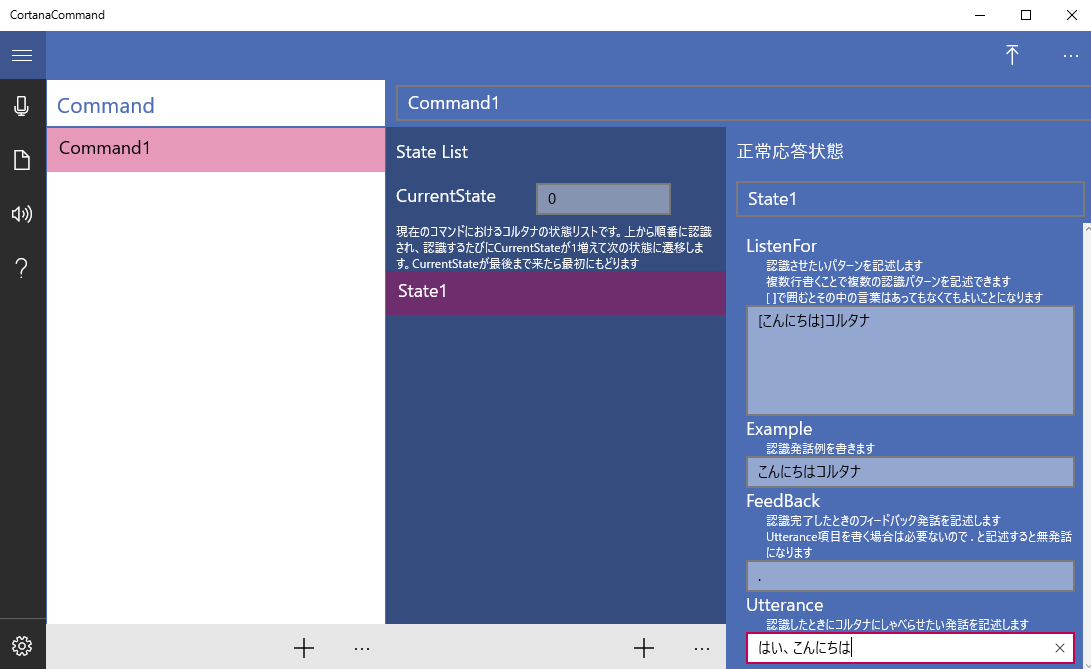 CortanaCommand
Command
Command1
Command1
State List
CurrentState
0
現在のコマンドにおけるコルタナの状態リストです。上から順番に認識
され、認識するたびにCurrentStateが1増えて次の状態に遷移しま
す。CurrentStateが最後まで来たら最初にもどります
State1
正常応答状態
State1
ListenFor
認識させたいパターンを記述します
複数行書くことで複数の認識パターンを記述できます
[ ]で囲むとその中の言葉はあってもなくてもよいことになります
[こんにちは]コルタナ
Example
認識発話例を書きます
こんにちはコルタナ
FeedBack
認識完了したときのフィードバック発話を記述します
Utterance項目を書く場合は必要ないので . と記述すると無発話
になります
.
Utterance
認識したときにコルタナにしゃべらせたい発話を記述します
はい、こんにちは